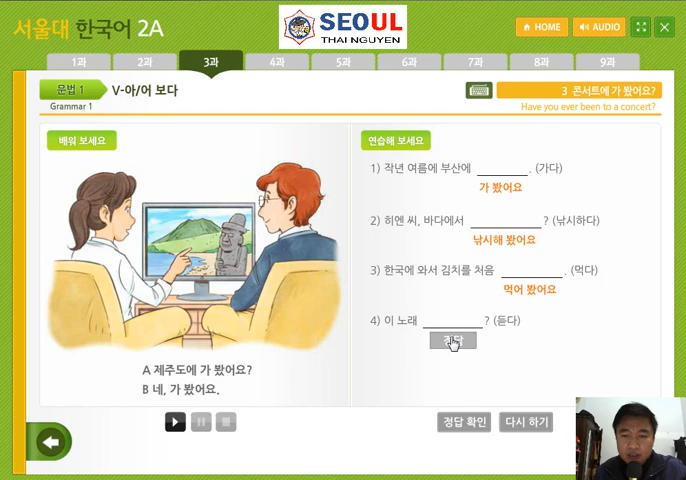 서울대 한국어 2A
SEOUL
THAI NGUYEN
HOME
AUDIO
1과 2과 3과 4과 5과 6과 7과 8과 9과
문법 1
Grammar 1
V-아/어 보다
3 콘서트에 가 봤어요?
Have you ever been to a concert?
배워 보세요
A 제주도에 가 봤어요?
B 네, 가 봤어요.
연습해 보세요
1) 작년 여름에 부산에 ________. (가다)
가 봤어요
2) 히엔 씨, 바다에서 ________? (낚시하다)
낚시해 봤어요
3) 한국에 와서 김치를 처음 ________. (먹다)
먹어 봤어요
4) 이 노래 ________? (듣다)
정답 확인
다시 하기